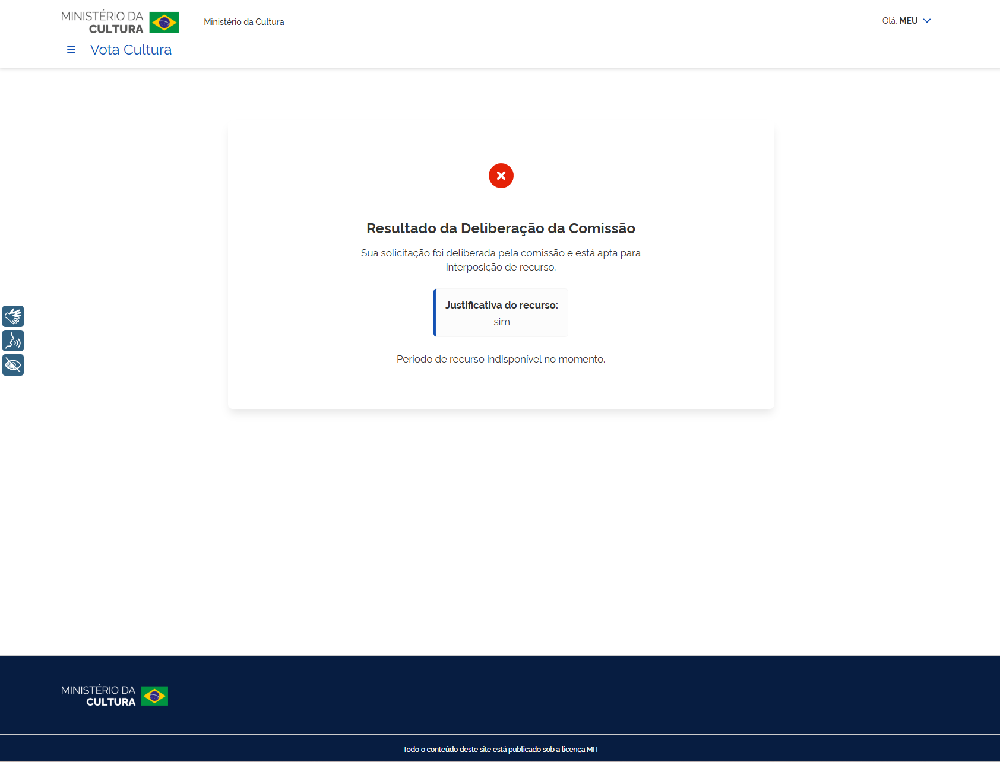 MINISTÉRIO DA
CULTURA
Ministério da Cultura
Olá, MEU
Vota Cultura
Resultado da Deliberação da Comissão
Sua solicitação foi deliberada pela comissão e está apta para
interposição de recurso.
Justificativa do recurso:
sim
Período de recurso indisponível no momento.
MINISTÉRIO DA
CULTURA
Todo o conteúdo deste site está publicado sob a licença MIT